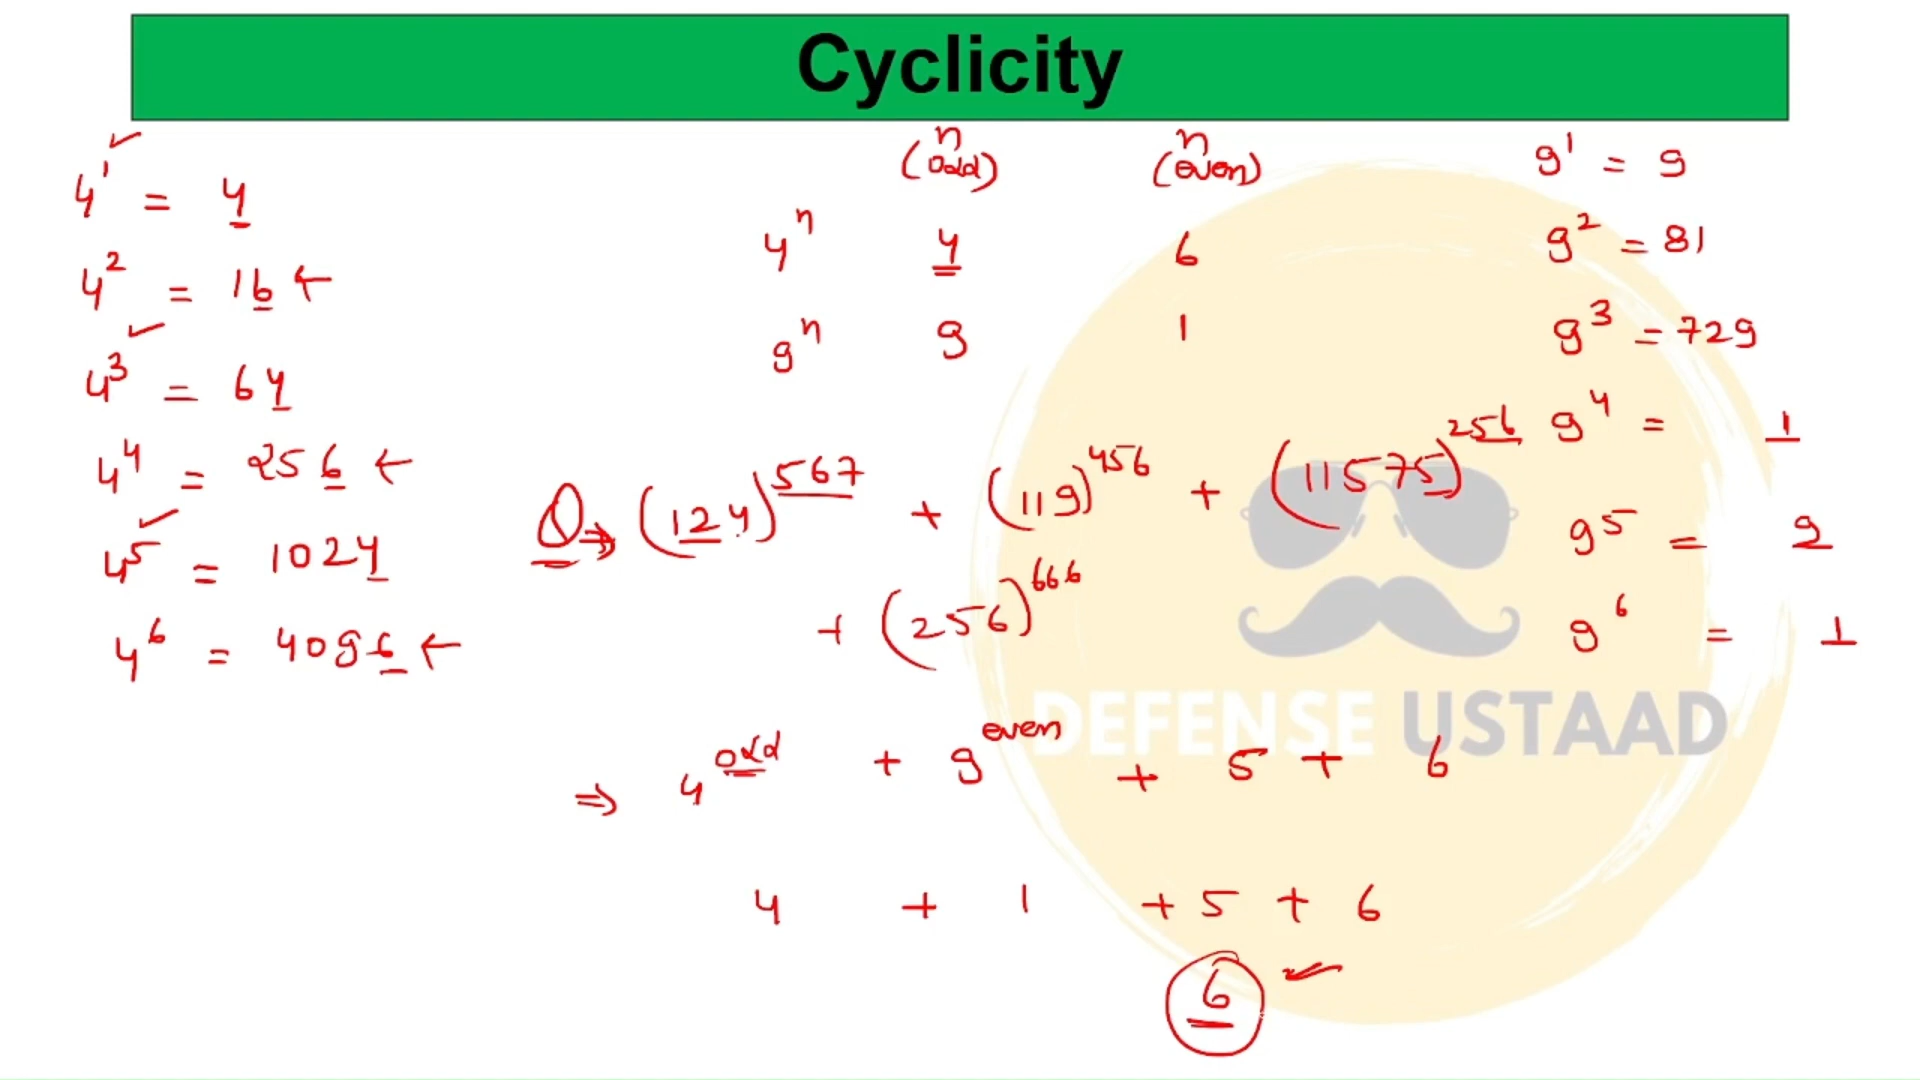 Cyclicity
4¹ = 4
4² = 16 ←
4³ = 64
4⁴ = 256 ←
4⁵ = 1024
4⁶ = 4096 ←
n (odd) n (even)
4ⁿ 4 6
9ⁿ 9 1
9¹ = 9
9² = 81
9³ = 729
9⁴ = 1
9⁵ = 9
9⁶ = 1
Q→ (124)⁵⁶⁷ + (119)⁴⁵⁶ + (11575)²⁵⁶
+ (256)⁶⁶⁶
DEFENSE USTAAD
⇒ 4^odd + 9^even + 5 + 6
4 + 1 + 5 + 6
6